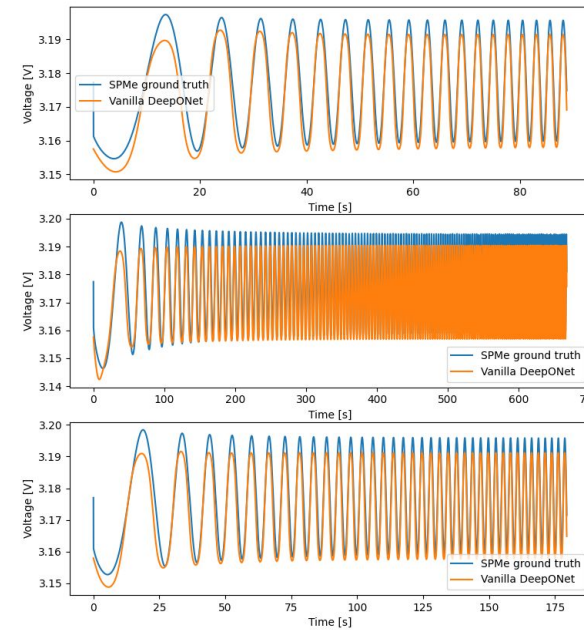 3.19
3.18
3.17
3.16
3.15
Voltage [V]
SPMe ground truth
Vanilla DeepONet
0 20 40 60 80
Time [s]
3.20
3.19
3.18
3.17
3.16
3.15
3.14
Voltage [V]
SPMe ground truth
Vanilla DeepONet
0 100 200 300 400 500 600
Time [s]
3.20
3.19
3.18
3.17
3.16
3.15
Voltage [V]
SPMe ground truth
Vanilla DeepONet
0 25 50 75 100 125 150 175
Time [s]